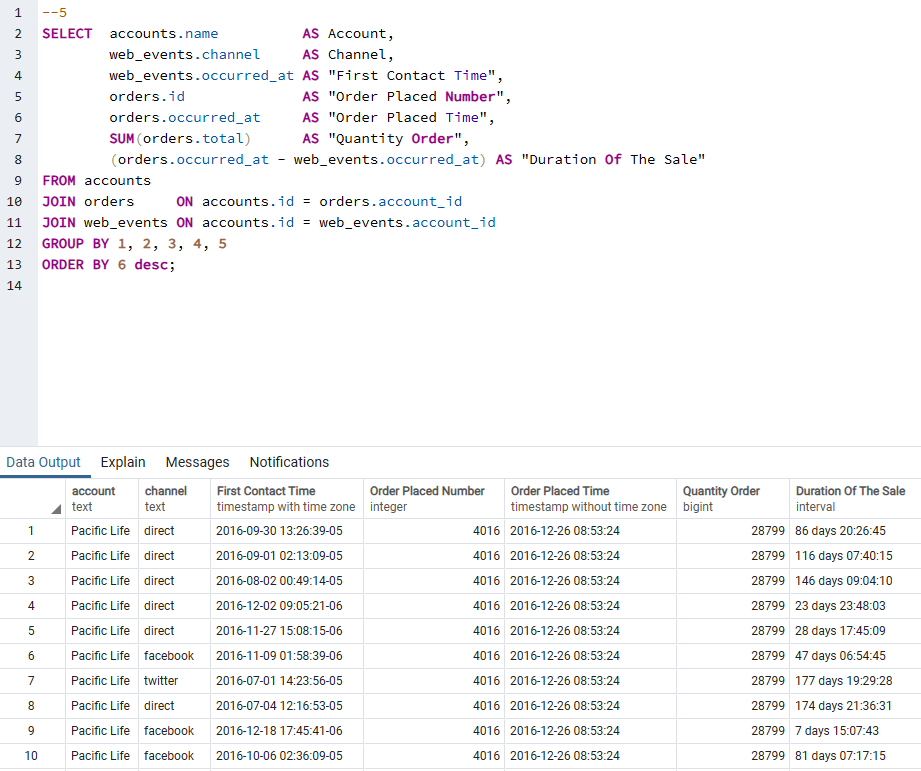 1 --5
2 SELECT accounts.name AS Account,
3 web_events.channel AS Channel,
4 web_events.occurred_at AS "First Contact Time",
5 orders.id AS "Order Placed Number",
6 orders.occurred_at AS "Order Placed Time",
7 SUM(orders.total) AS "Quantity Order",
8 (orders.occurred_at - web_events.occurred_at) AS "Duration Of The Sale"
9 FROM accounts
10 JOIN orders ON accounts.id = orders.account_id
11 JOIN web_events ON accounts.id = web_events.account_id
12 GROUP BY 1, 2, 3, 4, 5
13 ORDER BY 6 desc;
14
Data Output Explain Messages Notifications
account channel First Contact Time Order Placed Number Order Placed Time Quantity Order Duration Of The Sale
text text timestamp with time zone integer timestamp without time zone bigint interval
1 Pacific Life direct 2016-09-30 13:26:39-05 4016 2016-12-26 08:53:24 28799 86 days 20:26:45
2 Pacific Life direct 2016-09-01 02:13:09-05 4016 2016-12-26 08:53:24 28799 116 days 07:40:15
3 Pacific Life direct 2016-08-02 00:49:14-05 4016 2016-12-26 08:53:24 28799 146 days 09:04:10
4 Pacific Life direct 2016-12-02 09:05:21-06 4016 2016-12-26 08:53:24 28799 23 days 23:48:03
5 Pacific Life direct 2016-11-27 15:08:15-06 4016 2016-12-26 08:53:24 28799 28 days 17:45:09
6 Pacific Life facebook 2016-11-09 01:58:39-06 4016 2016-12-26 08:53:24 28799 47 days 06:54:45
7 Pacific Life twitter 2016-07-01 14:23:56-05 4016 2016-12-26 08:53:24 28799 177 days 19:29:28
8 Pacific Life direct 2016-07-04 12:16:53-05 4016 2016-12-26 08:53:24 28799 174 days 21:36:31
9 Pacific Life facebook 2016-12-18 17:45:41-06 4016 2016-12-26 08:53:24 28799 7 days 15:07:43
10 Pacific Life facebook 2016-10-06 02:36:09-05 4016 2016-12-26 08:53:24 28799 81 days 07:17:15